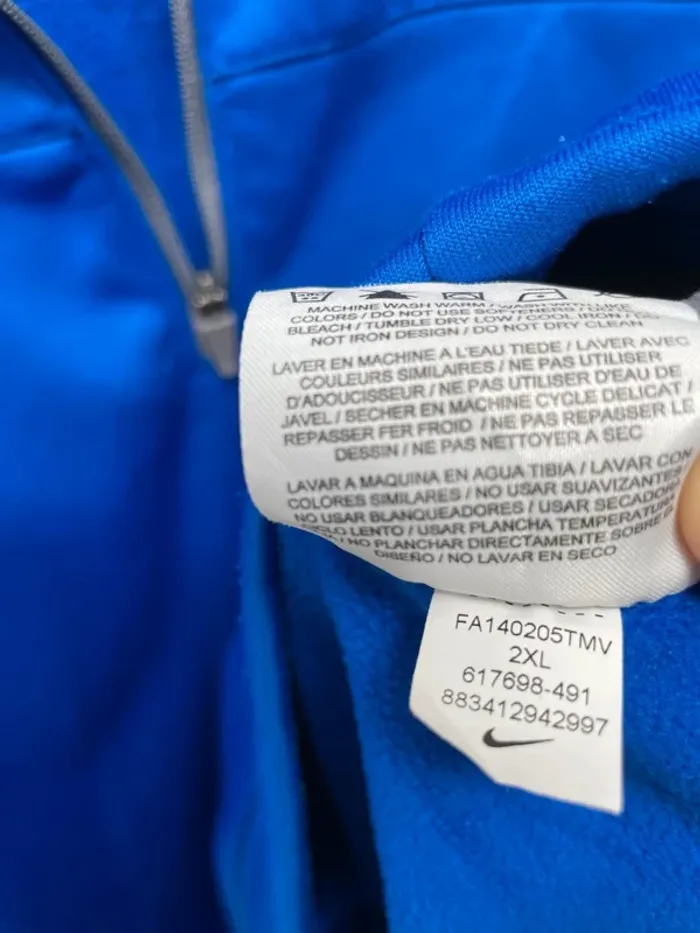 MACHINE WASH WARM / WASH WITH LIKE
COLORS / DO NOT USE SOFTENERS /
BLEACH / TUMBLE DRY LOW / COOL IRON /
NOT IRON DESIGN / DO NOT DRY CLEAN
LAVER EN MACHINE A L'EAU TIEDE / LAVER AVEC
COULEURS SIMILAIRES / NE PAS UTILISER
D'ADOUCISSEUR / NE PAS UTILISER D'EAU DE
JAVEL / SECHER EN MACHINE CYCLE DELICAT /
REPASSER FER FROID / NE PAS REPASSER LE
DESSIN / NE PAS NETTOYER A SEC
LAVAR A MAQUINA EN AGUA TIBIA / LAVAR CON
COLORES SIMILARES / NO USAR SUAVIZANTES
NO USAR BLANQUEADORES / USAR SECADORA
CICLO LENTO / USAR PLANCHA TEMPERATURA
/ NO PLANCHAR DIRECTAMENTE SOBRE
DISEÑO / NO LAVAR EN SECO
FA140205TMV
2XL
617698-491
883412942997